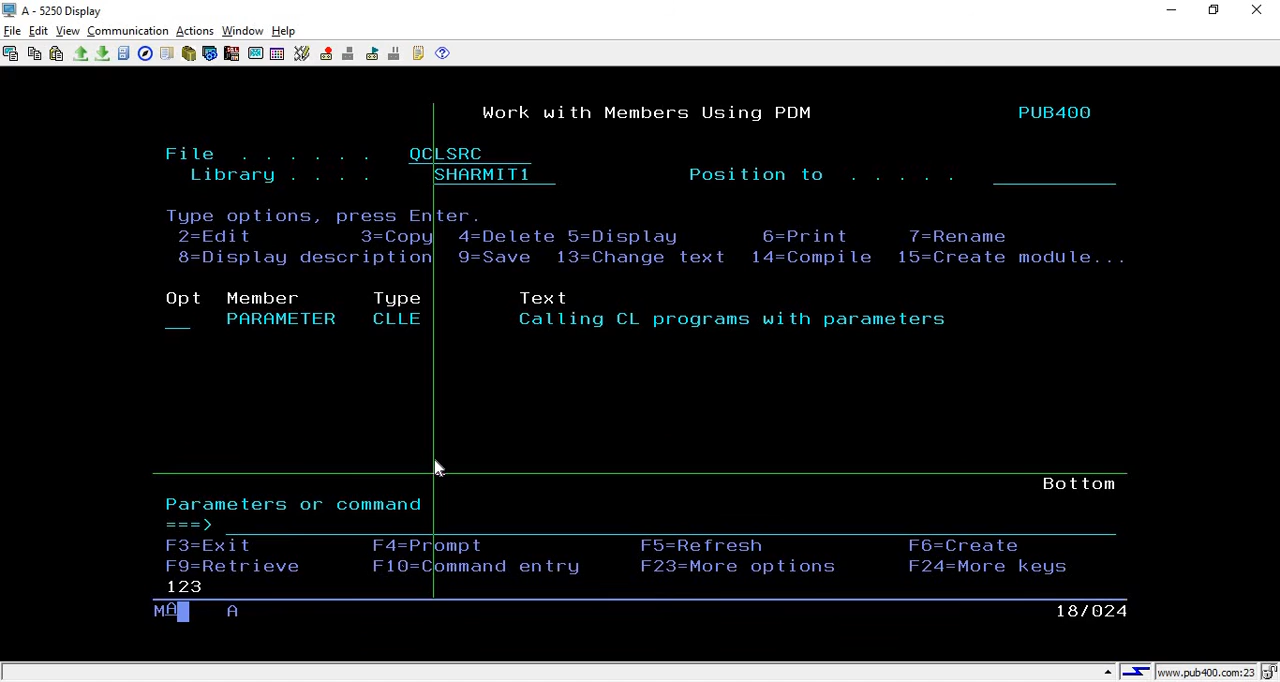 A - 5250 Display
File Edit View Communication Actions Window Help
Work with Members Using PDM PUB400
File . . . . . . QCLSRC
Library . . . . SHARMIT1 Position to . . . . .
Type options, press Enter.
2=Edit 3=Copy 4=Delete 5=Display 6=Print 7=Rename
8=Display description 9=Save 13=Change text 14=Compile 15=Create module...
Opt Member Type Text
PARAMETER CLLE Calling CL programs with parameters
Bottom
Parameters or command
===>
F3=Exit F4=Prompt F5=Refresh F6=Create
F9=Retrieve F10=Command entry F23=More options F24=More keys
123
MA A 18/024
www.pub400.com:23